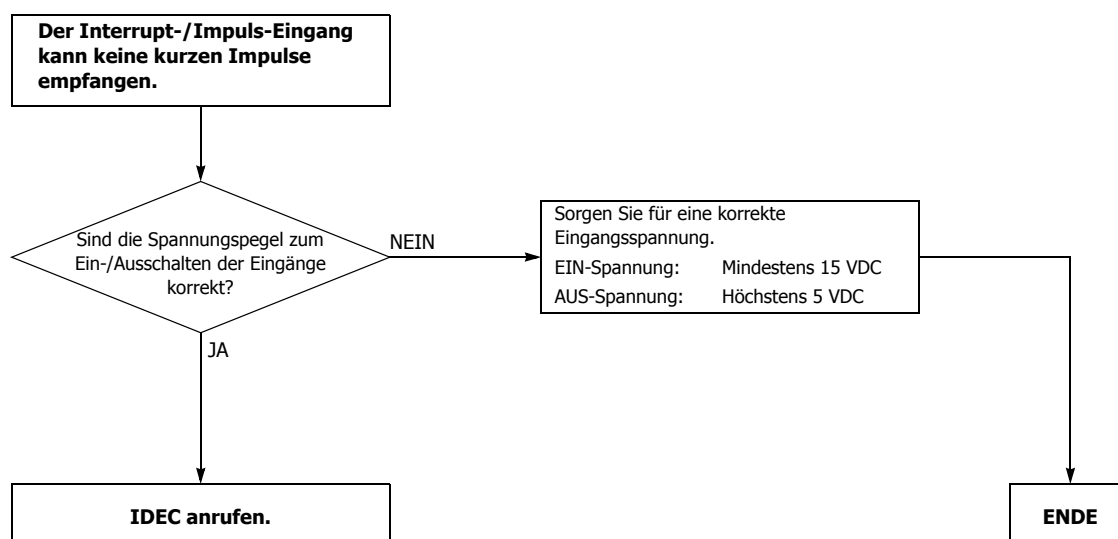 Der Interrupt-/Impuls-Eingang
kann keine kurzen Impulse
empfangen.
Sind die Spannungspegel zum
Ein-/Ausschalten der Eingänge
korrekt?
NEIN
Sorgen Sie für eine korrekte
Eingangsspannung.
EIN-Spannung: Mindestens 15 VDC
AUS-Spannung: Höchstens 5 VDC
JA
IDEC anrufen.
ENDE